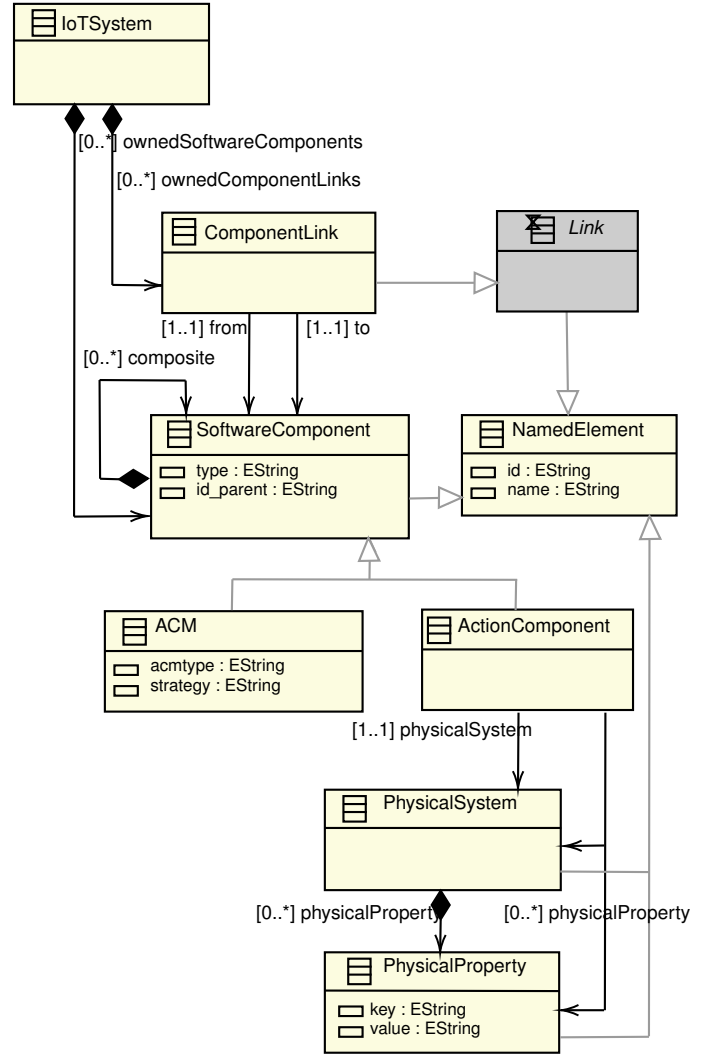 IoTSystem
[0..*] ownedSoftwareComponents
[0..*] ownedComponentLinks
ComponentLink
Link
[1..1] from
[1..1] to
[0..*] composite
SoftwareComponent
type : EString
id_parent : EString
NamedElement
id : EString
name : EString
ACM
acmtype : EString
strategy : EString
ActionComponent
[1..1] physicalSystem
PhysicalSystem
[0..*] physicalProperty
[0..*] physicalProperty
PhysicalProperty
key : EString
value : EString